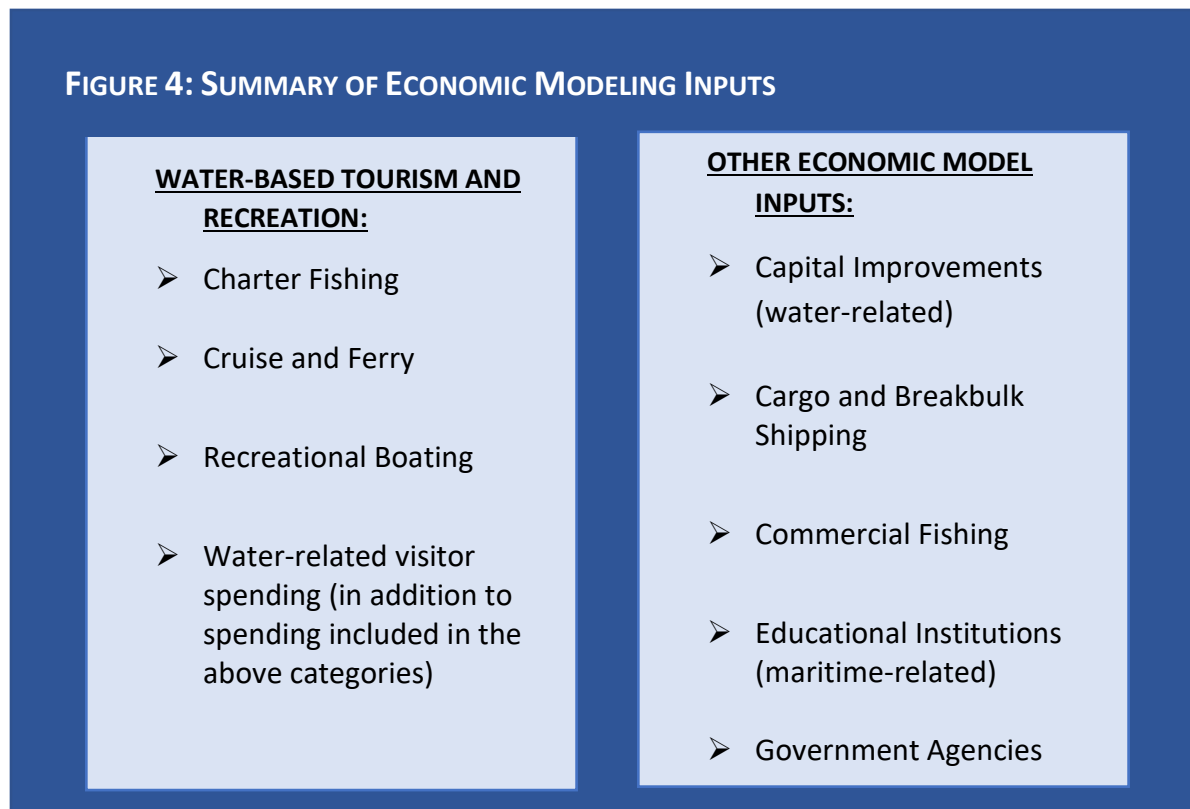 FIGURE 4: SUMMARY OF ECONOMIC MODELING INPUTS
WATER-BASED TOURISM AND
RECREATION:
➢ Charter Fishing
➢ Cruise and Ferry
➢ Recreational Boating
➢ Water-related visitor
spending (in addition to
spending included in the
above categories)
OTHER ECONOMIC MODEL
INPUTS:
➢ Capital Improvements
(water-related)
➢ Cargo and Breakbulk
Shipping
➢ Commercial Fishing
➢ Educational Institutions
(maritime-related)
➢ Government Agencies